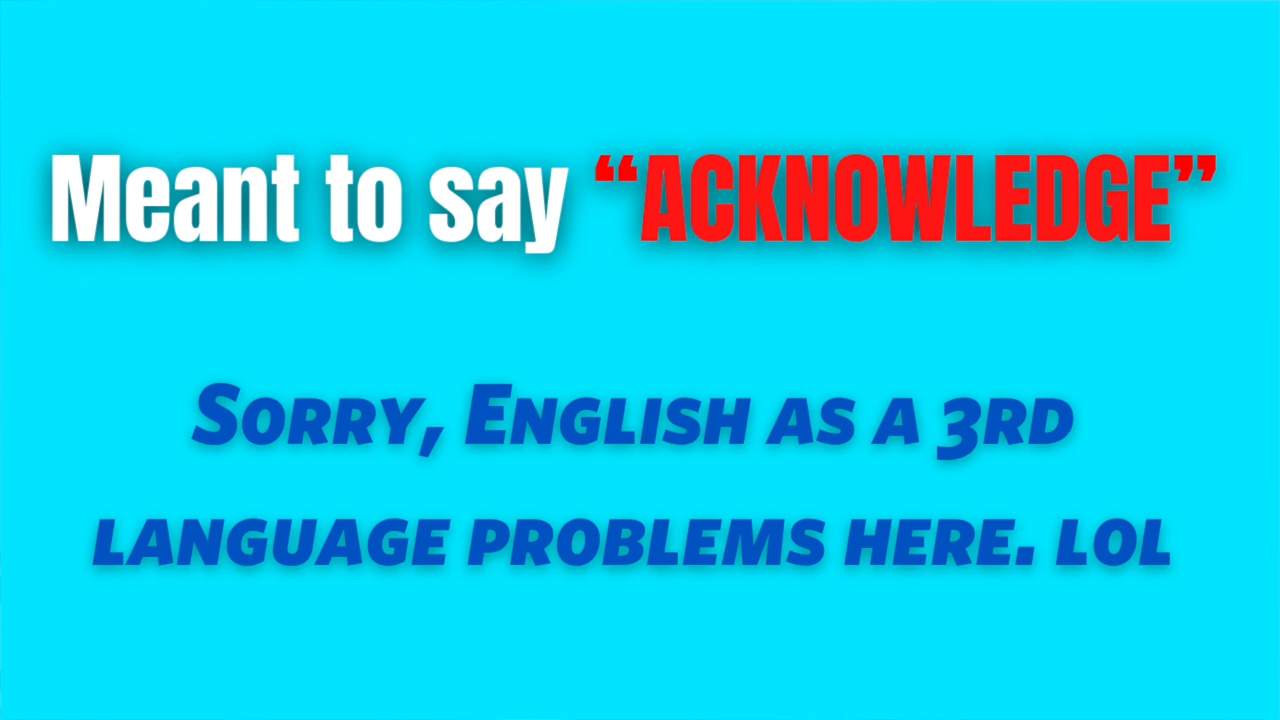 Meant to say “ACKNOWLEDGE”
Sorry, English as a 3rd
language problems here. lol